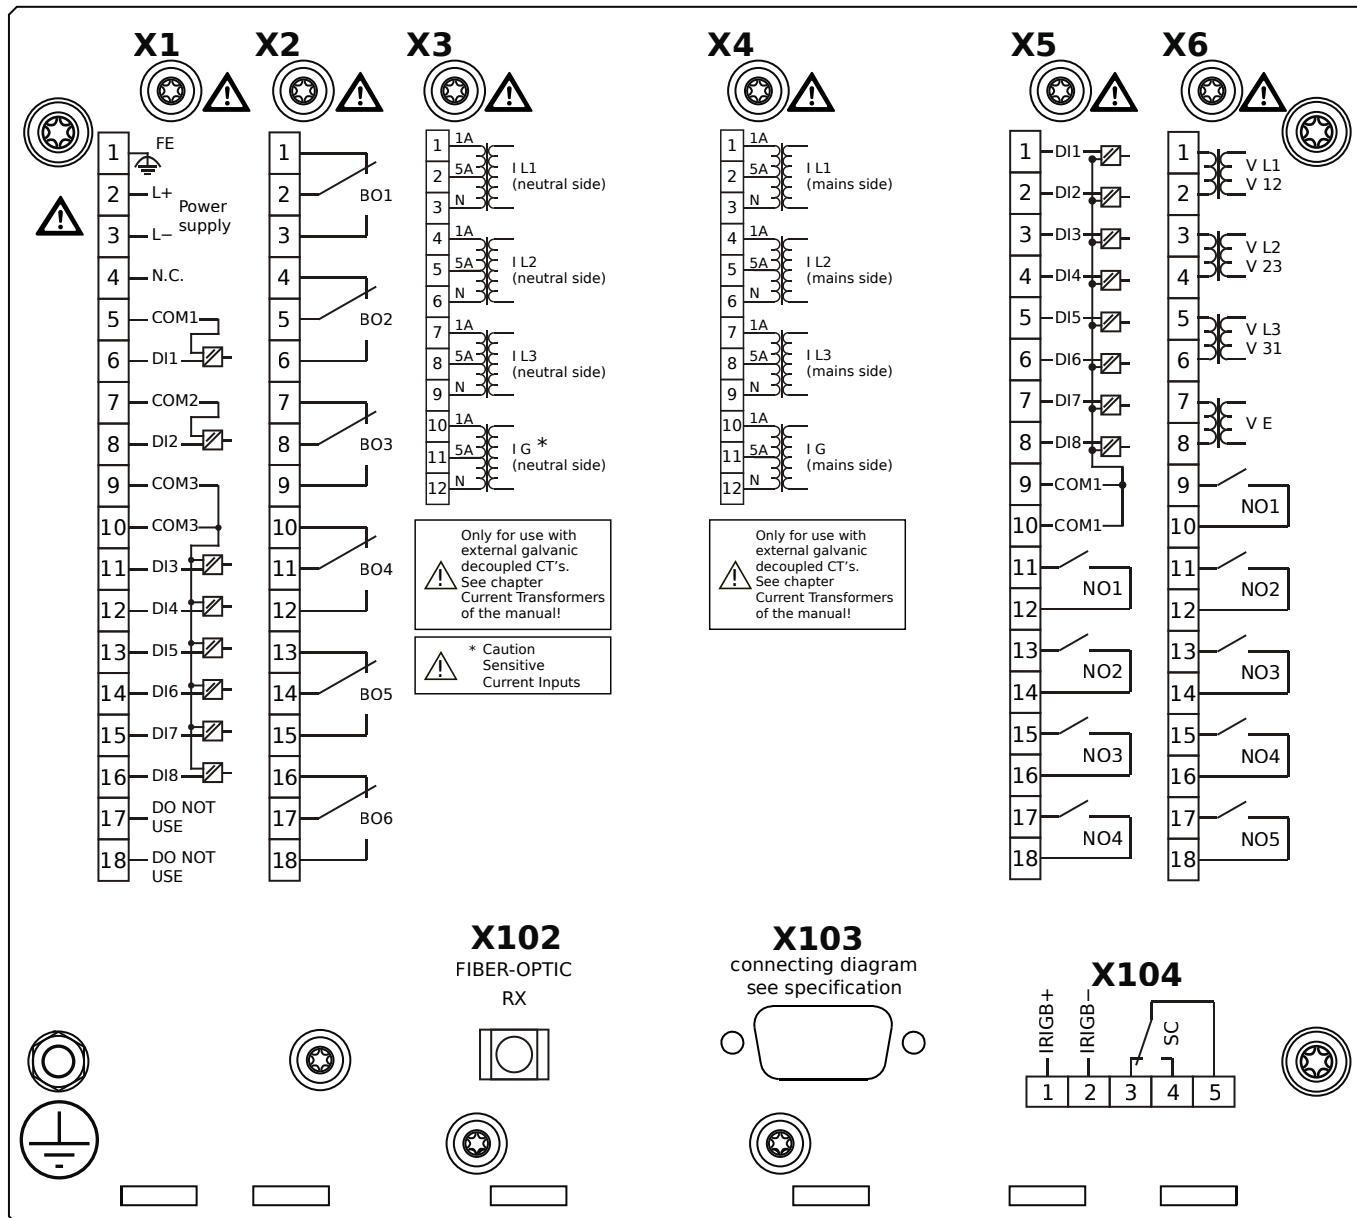 X1
1
FE
2
L+
Power
supply
3
L−
4
N.C.
5
COM1
6
DI1
7
COM2
8
DI2
9
COM3
10
COM3
11
DI3
12
DI4
13
DI5
14
DI6
15
DI7
16
DI8
17
DO NOT
USE
18
DO NOT
USE
X2
1
2
BO1
3
4
5
BO2
6
7
8
BO3
9
10
11
BO4
12
13
14
BO5
15
16
17
BO6
18
X3
1
1A
2
5A
3
N
I L1
(neutral side)
4
1A
5
5A
6
N
I L2
(neutral side)
7
1A
8
5A
9
N
I L3
(neutral side)
10
1A
11
5A
12
N
I G *
(neutral side)
Only for use with
external galvanic
decoupled CT's.
See chapter
Current Transformers
of the manual!
* Caution
Sensitive
Current Inputs
X4
1
1A
2
5A
3
N
I L1
(mains side)
4
1A
5
5A
6
N
I L2
(mains side)
7
1A
8
5A
9
N
I L3
(mains side)
10
1A
11
5A
12
N
I G
(mains side)
Only for use with
external galvanic
decoupled CT's.
See chapter
Current Transformers
of the manual!
X5
1
DI1
2
DI2
3
DI3
4
DI4
5
DI5
6
DI6
7
DI7
8
DI8
9
COM1
10
COM1
11
NO1
12
13
NO2
14
15
NO3
16
17
NO4
18
X6
1
V L1
2
V 12
3
V L2
4
V 23
5
V L3
6
V 31
7
V E
8
9
NO1
10
11
NO2
12
13
NO3
14
15
NO4
16
17
NO5
18
X102
FIBER-OPTIC
RX
X103
connecting diagram
see specification
X104
IRIGB+
IRIGB−
SC
1 2 3 4 5